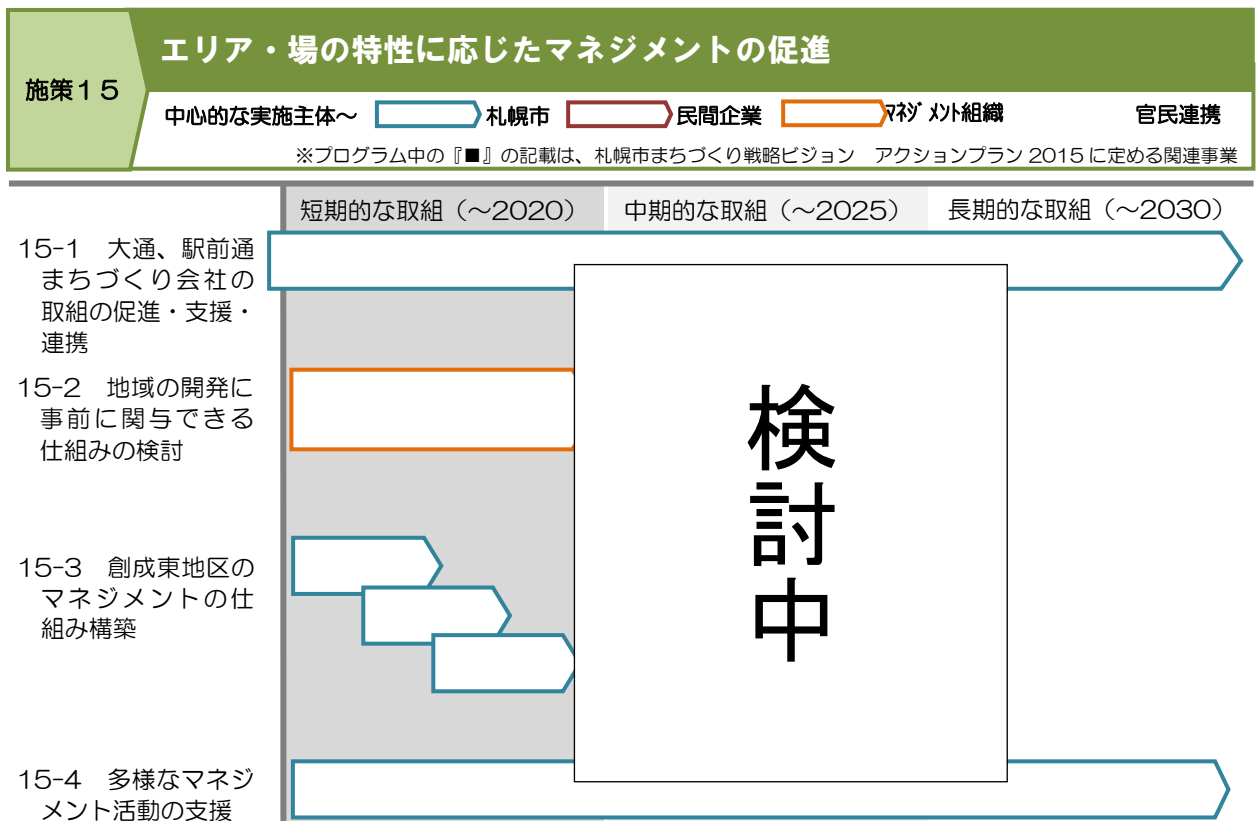 エリア・場の特性に応じたマネジメントの促進
施策15
中心的な実施主体～ 札幌市 民間企業 ﾏﾈｼﾞﾒﾝﾄ組織 官民連携
※プログラム中の『■』の記載は、札幌市まちづくり戦略ビジョン　アクションプラン 2015 に定める関連事業
短期的な取組（～2020） 中期的な取組（～2025） 長期的な取組（～2030）
15-1　大通、駅前通
まちづくり会社の
取組の促進・支援・
連携
15-2　地域の開発に
事前に関与できる
仕組みの検討
15-3　創成東地区の
マネジメントの仕
組み構築
15-4　多様なマネジ
メント活動の支援
検討中